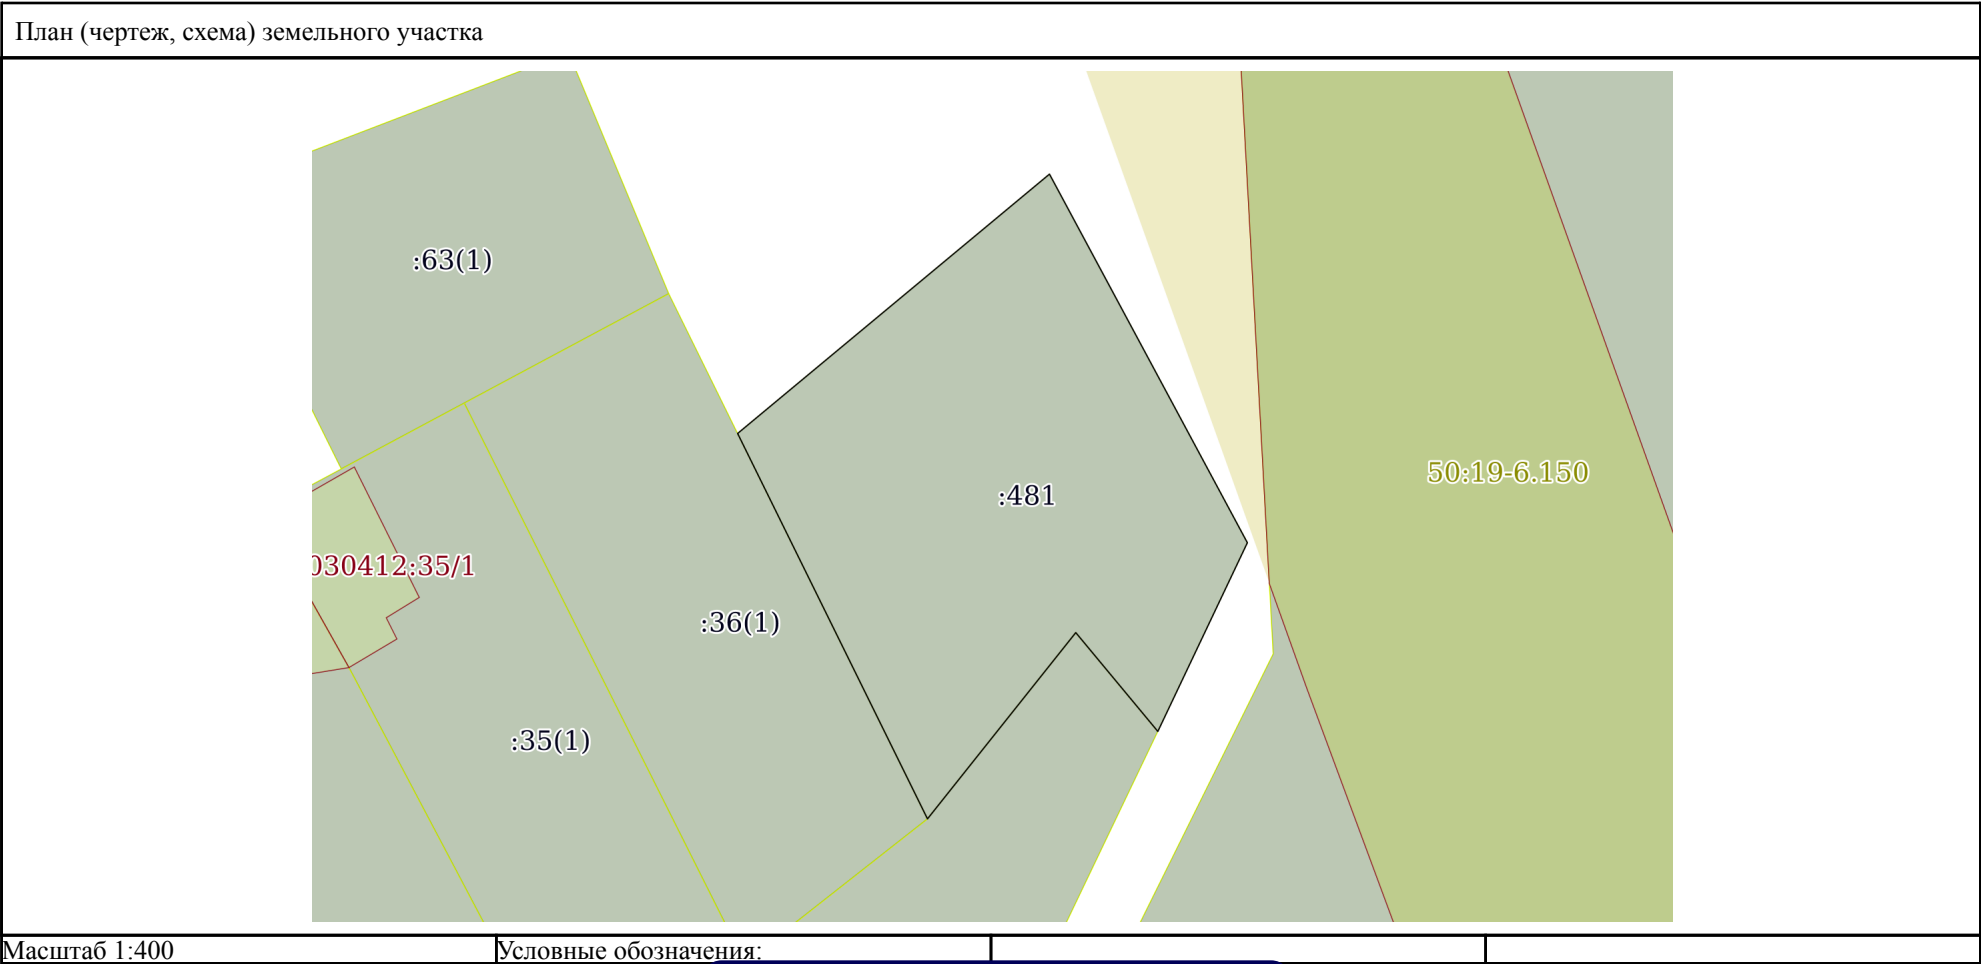 План (чертеж, схема) земельного участка
:63(1)
50:19-6.150
:481
030412:35/1
:36(1)
:35(1)
Масштаб 1:400
Условные обозначения: